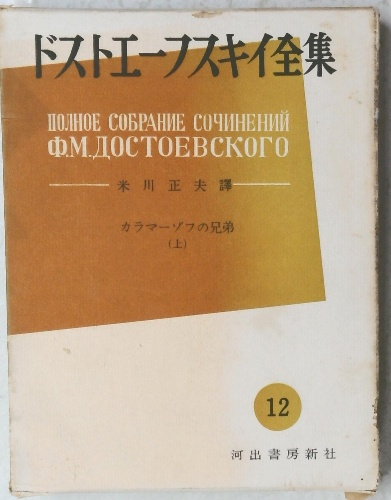 ドストエーフスキイ全集
ПОЛНОЕ СОБРАНИЕ СОЧИНЕНИЙ
Ф.М.ДОСТОЕВСКОГО
米川正夫譯
カラマーゾフの兄弟
(上)
12
河出書房新社